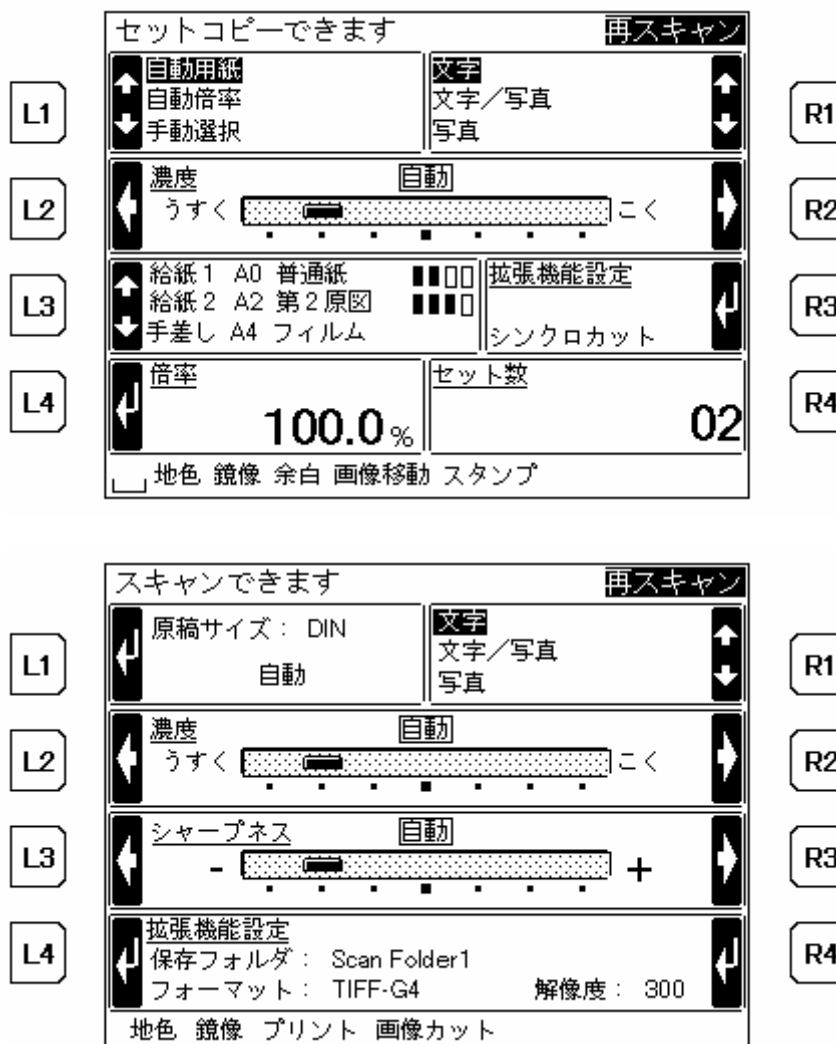 セットコピーできます 再スキャン
L1 自動用紙 文字 R1
自動倍率 文字／写真
手動選択 写真
濃度 自動
L2 うすく こく R2
給紙1 A0 普通紙 拡張機能設定
L3 給紙2 A2 第2原図 R3
手差し A4 フィルム シンクロカット
倍率 セット数
L4 100.0% 02 R4
地色 鏡像 余白 画像移動 スタンプ
スキャンできます 再スキャン
原稿サイズ： DIN 文字
L1 文字／写真 R1
自動 写真
濃度 自動
L2 うすく こく R2
シャープネス 自動
L3 - + R3
拡張機能設定
L4 保存フォルダ： Scan Folder1 R4
フォーマット： TIFF-G4 解像度： 300
地色 鏡像 プリント 画像カット